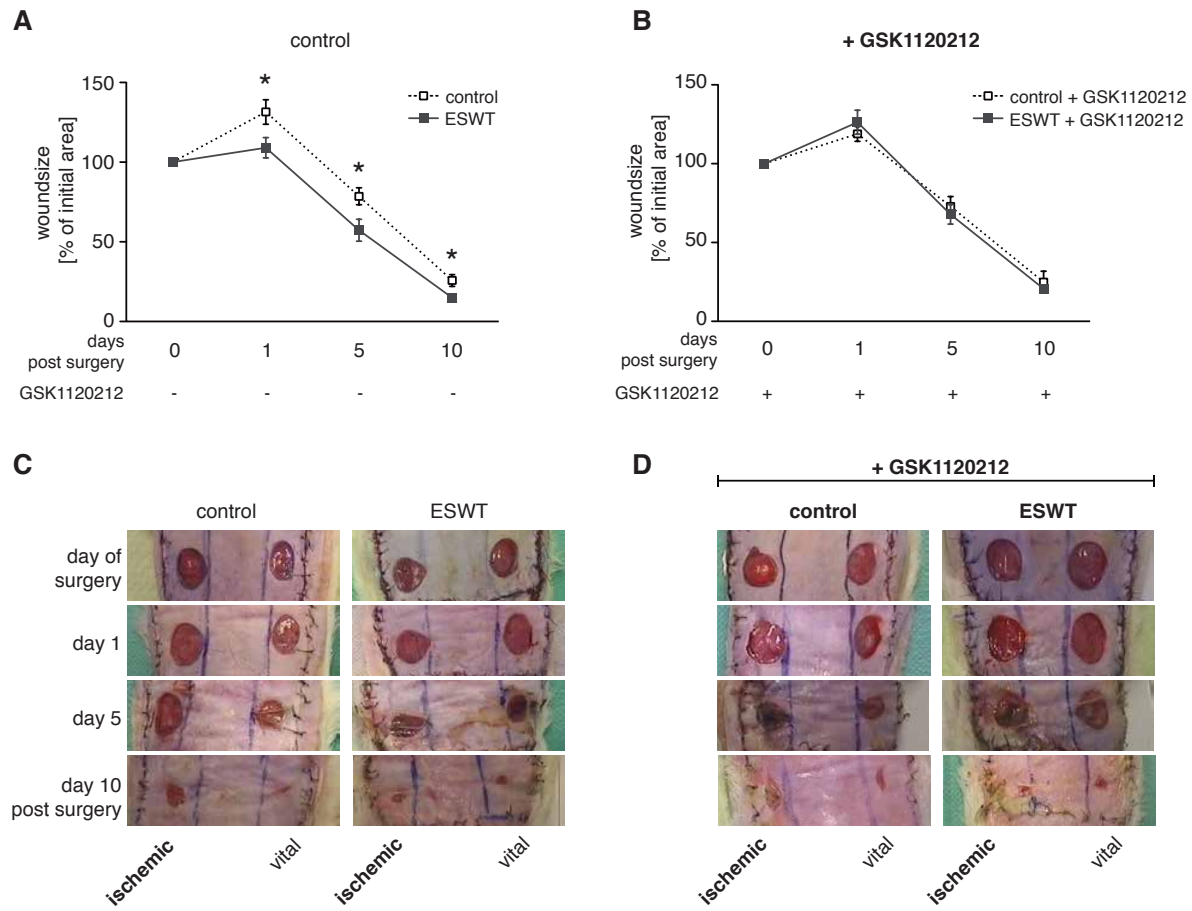 A
control
150
100
50
0
woundsize
[% of initial area]
*
*
*
control
ESWT
days
post surgery
0 1 5 10
GSK1120212 - - - -
B
+ GSK1120212
150
100
50
0
woundsize
[% of initial area]
control + GSK1120212
ESWT + GSK1120212
days
post surgery
0 1 5 10
GSK1120212 + + + +
C
control ESWT
day of
surgery
day 1
day 5
day 10
post surgery
ischemic vital ischemic vital
D
+ GSK1120212
control ESWT
ischemic vital ischemic vital